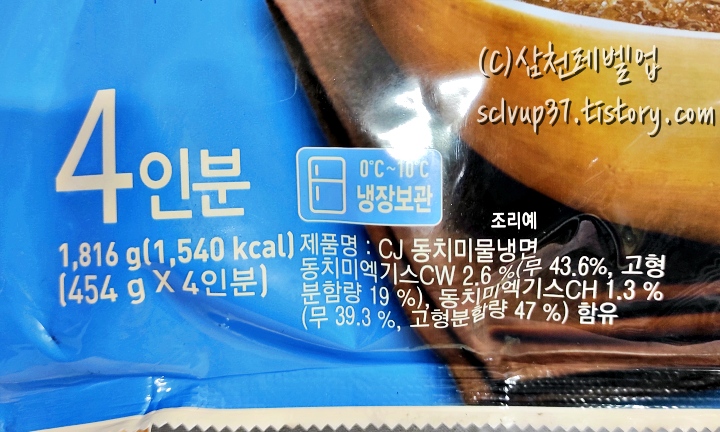 (C)삼천레벨업
sclvup37.tistory.com
4인분
0℃~10℃
냉장보관
조리예
1,816 g(1,540 kcal)
(454 g X 4인분)
제품명 : CJ 동치미물냉면
동치미엑기스CW 2.6 %(무 43.6%, 고형
분함량 19 %), 동치미엑기스CH 1.3 %
(무 39.3 %, 고형분함량 47 %) 함유